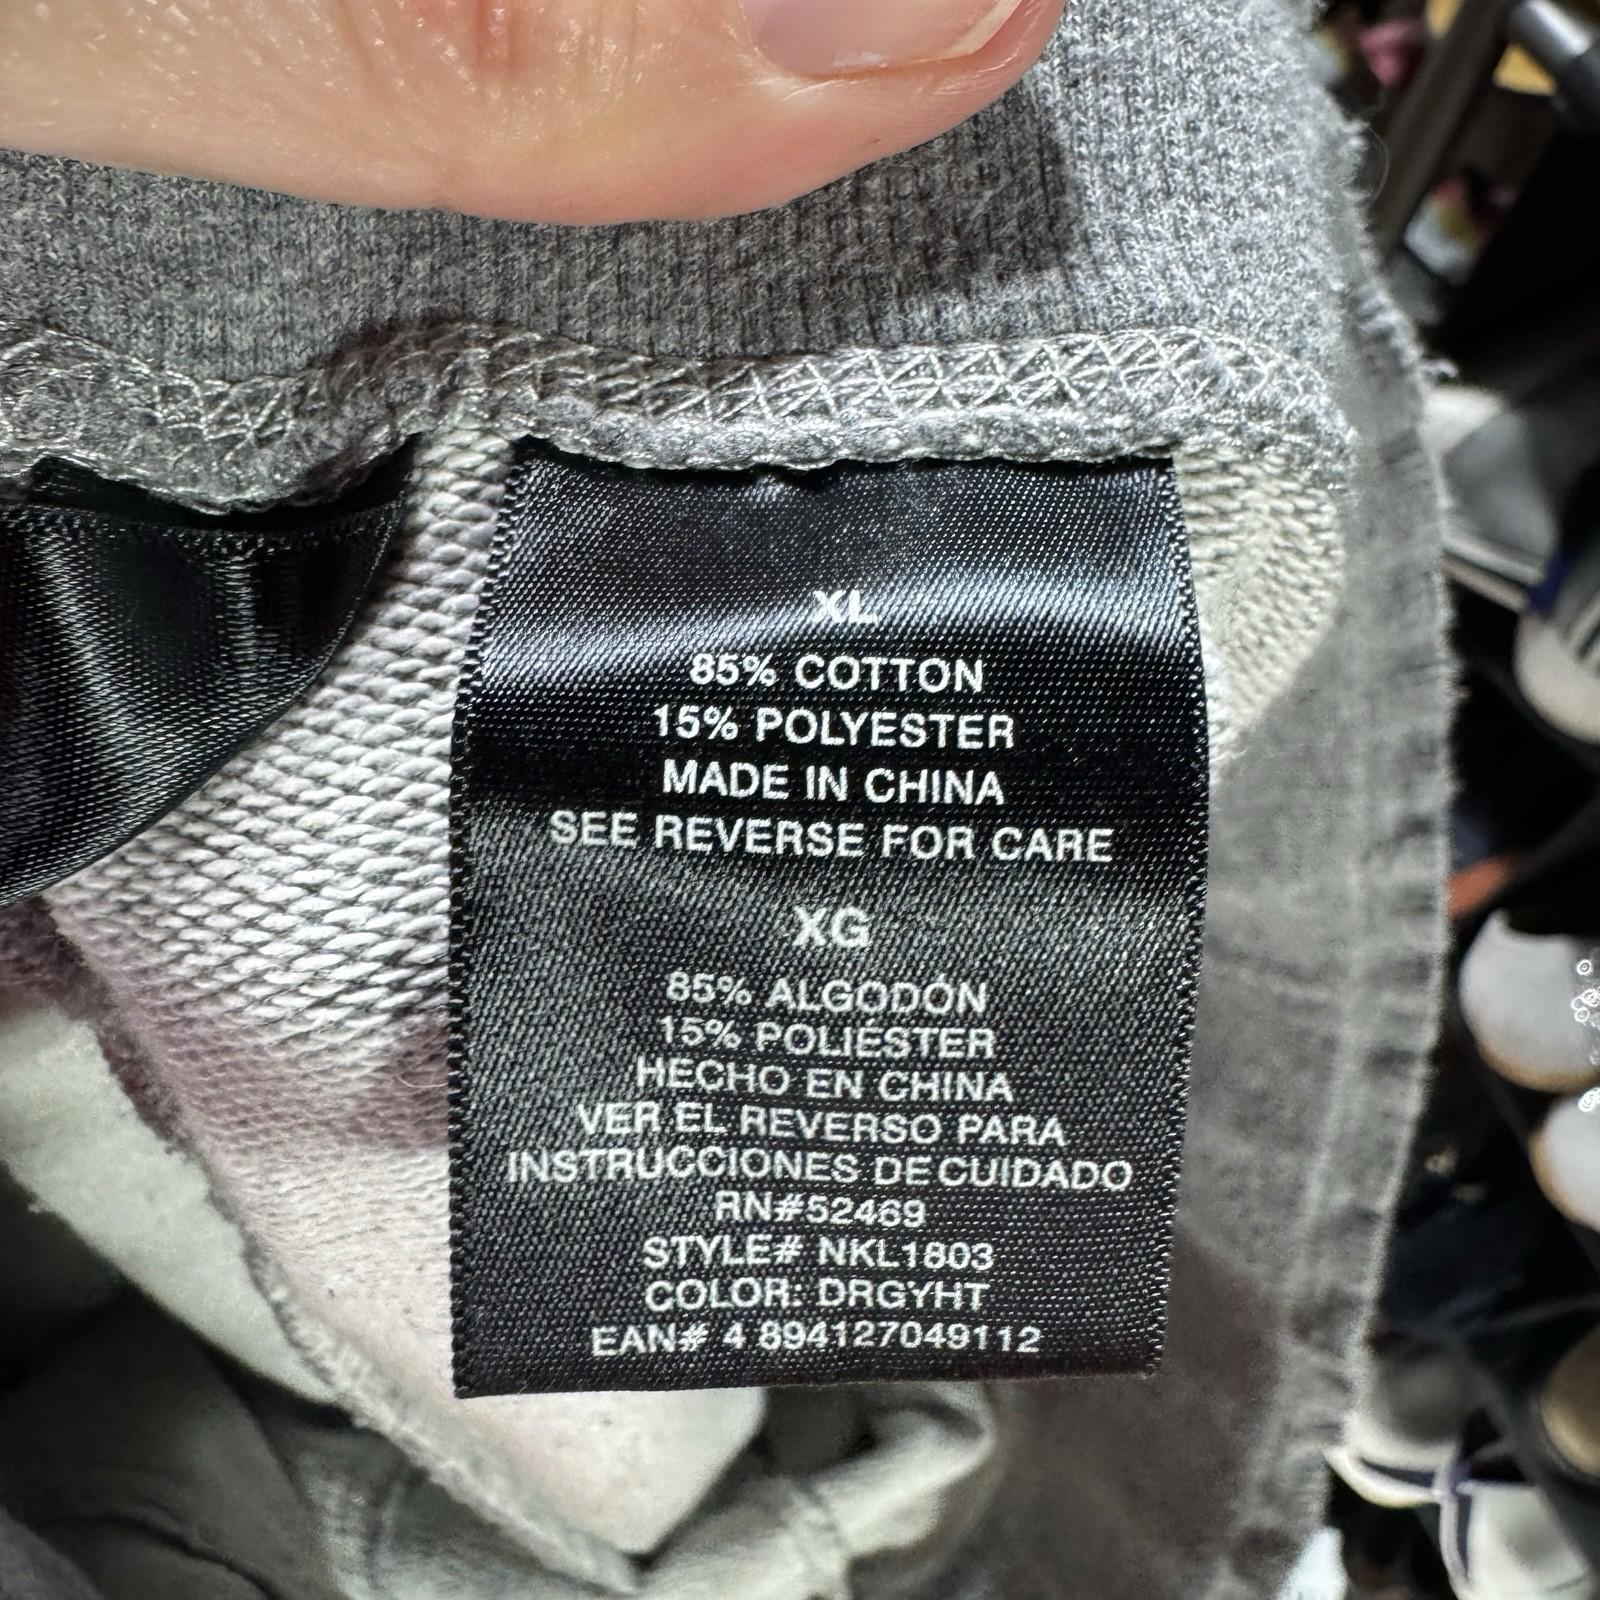 XL
85% COTTON
15% POLYESTER
MADE IN CHINA
SEE REVERSE FOR CARE
XG
85% ALGODÓN
15% POLIÉSTER
HECHO EN CHINA
VER EL REVERSO PARA
INSTRUCCIONES DE CUIDADO
RN#52469
STYLE# NKL1803
COLOR: DRGYHT
EAN# 4 894127049112